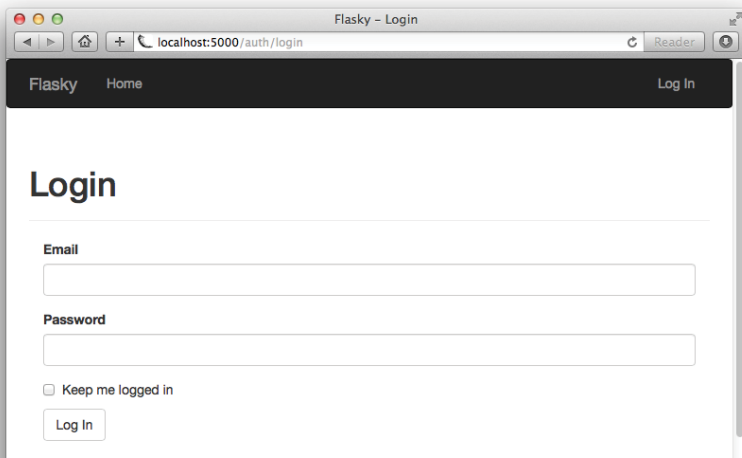 Flasky – Login
localhost:5000/auth/login
Reader
Flasky Home Log In
Login
Email
Password
Keep me logged in
Log In